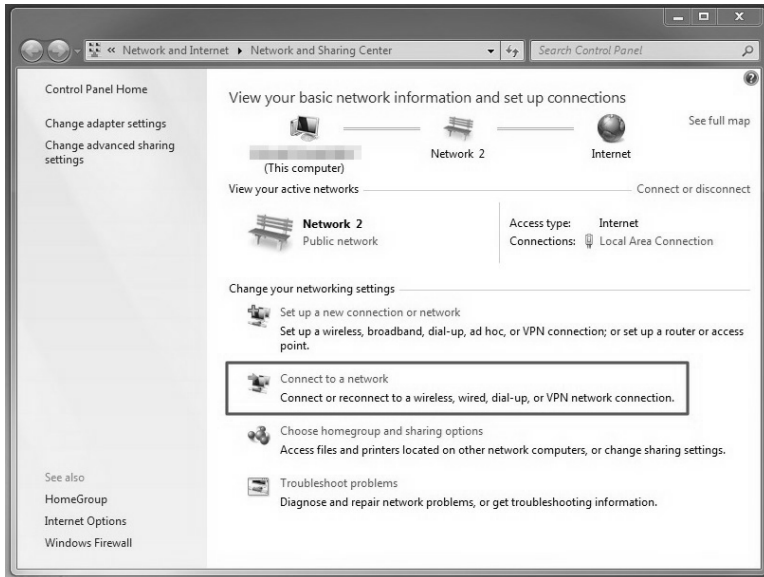 « Network and Internet ▸ Network and Sharing Center
Search Control Panel
Control Panel Home
Change adapter settings
Change advanced sharing
settings
See also
HomeGroup
Internet Options
Windows Firewall
View your basic network information and set up connections
See full map
(This computer)
Network 2
Internet
View your active networks
Connect or disconnect
Network 2
Public network
Access type: Internet
Connections: Local Area Connection
Change your networking settings
Set up a new connection or network
Set up a wireless, broadband, dial-up, ad hoc, or VPN connection; or set up a router or access
point.
Connect to a network
Connect or reconnect to a wireless, wired, dial-up, or VPN network connection.
Choose homegroup and sharing options
Access files and printers located on other network computers, or change sharing settings.
Troubleshoot problems
Diagnose and repair network problems, or get troubleshooting information.